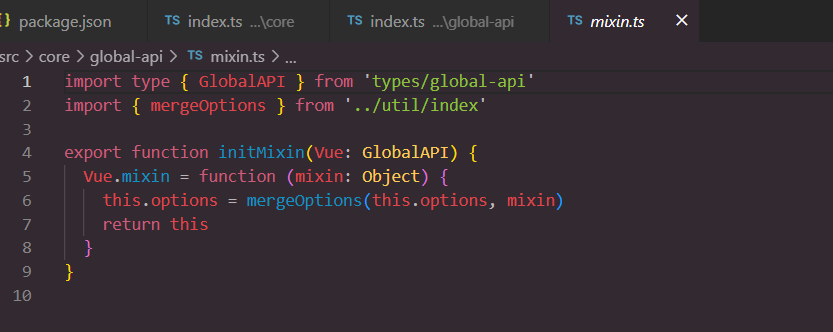 {} package.json TS index.ts ...\core TS index.ts ...\global-api TS mixin.ts ×
src > core > global-api > TS mixin.ts > ...
1 import type { GlobalAPI } from 'types/global-api'
2 import { mergeOptions } from '../util/index'
3
4 export function initMixin(Vue: GlobalAPI) {
5   Vue.mixin = function (mixin: Object) {
6     this.options = mergeOptions(this.options, mixin)
7     return this
8   }
9 }
10